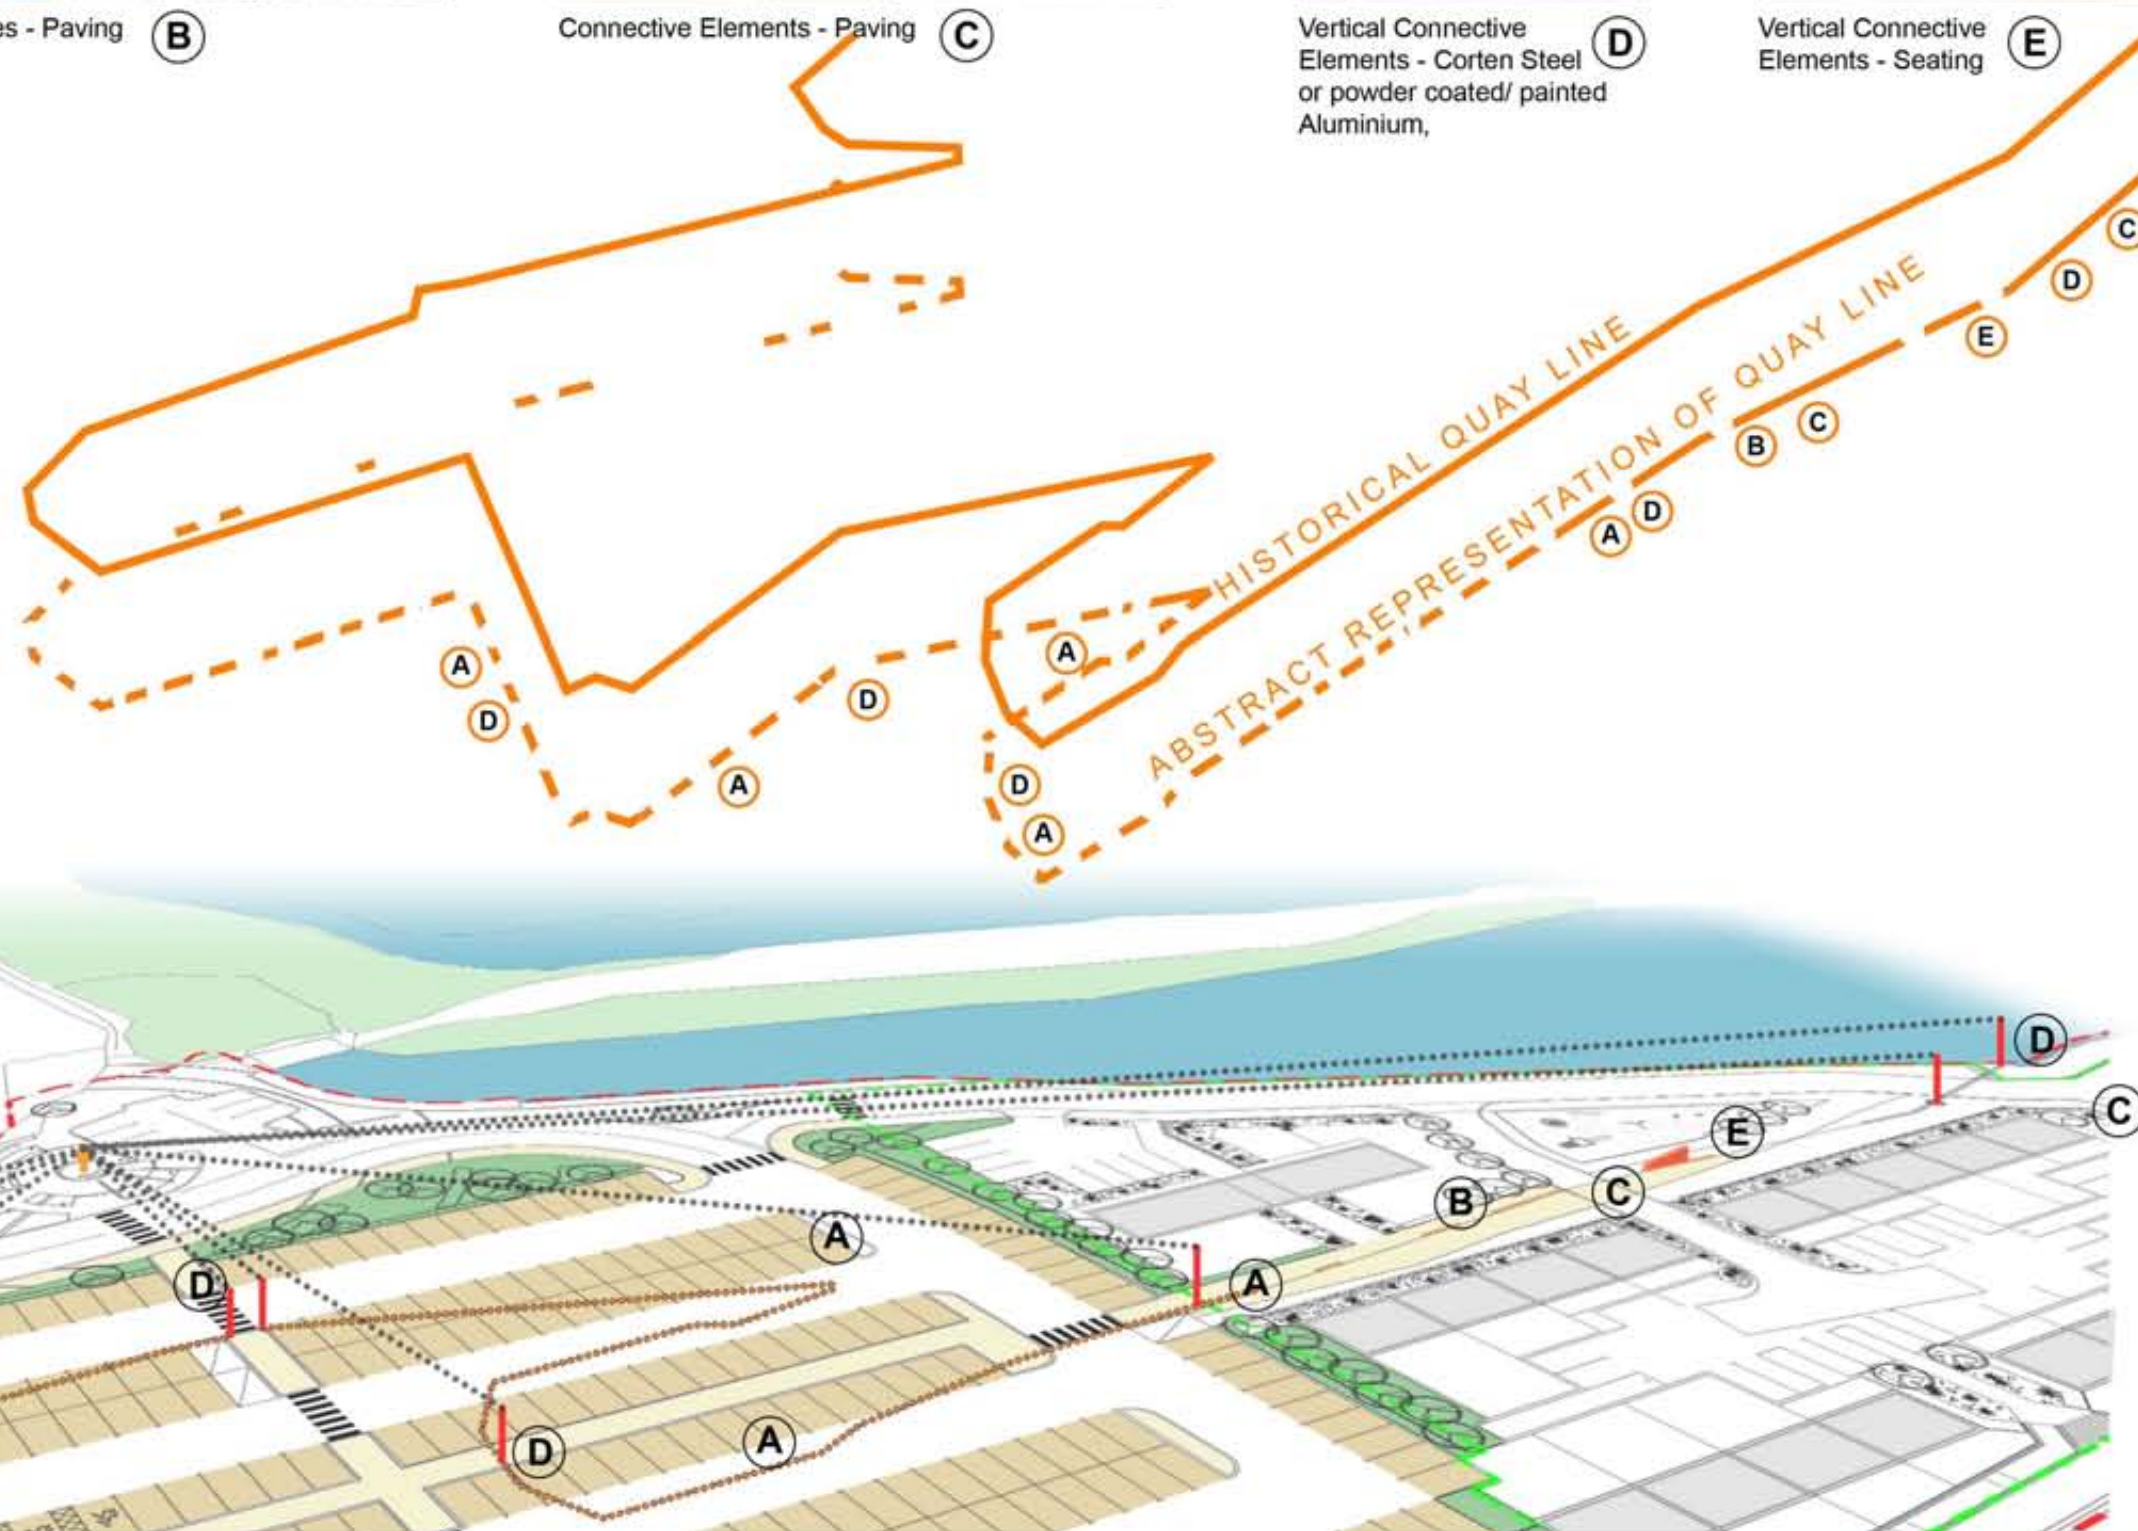 es - Paving B
Connective Elements - Paving C
Vertical Connective
Elements - Corten Steel D
or powder coated/ painted
Aluminium,
Vertical Connective
Elements - Seating E
HISTORICAL QUAY LINE
ABSTRACT REPRESENTATION OF QUAY LINE
C
D
E
C
B
D
A
A
D
A
D
A
D
A
D
C
E
C
B
A
A
D
D
A